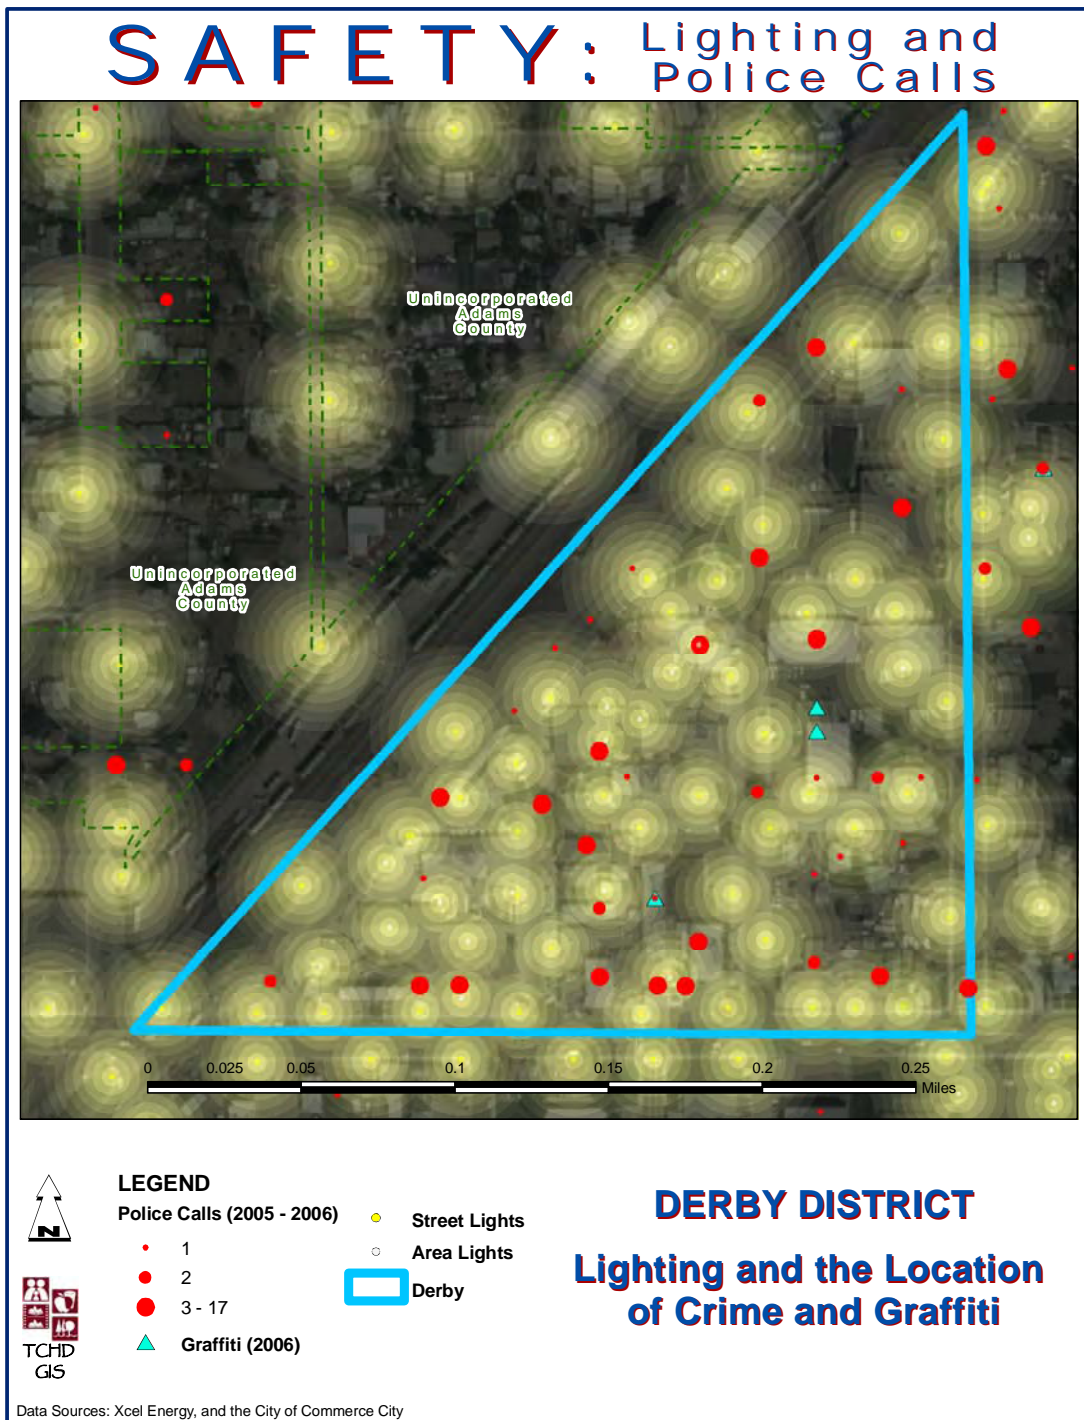 SAFETY: Lighting and
Police Calls
Unincorporated
Adams
County
Unincorporated
Adams
County
0 0.025 0.05 0.1 0.15 0.2 0.25
Miles
N
LEGEND
Police Calls (2005 - 2006)
1
2
3 - 17
Graffiti (2006)
Street Lights
Area Lights
Derby
TCHD
GIS
DERBY DISTRICT
Lighting and the Location
of Crime and Graffiti
Data Sources: Xcel Energy, and the City of Commerce City